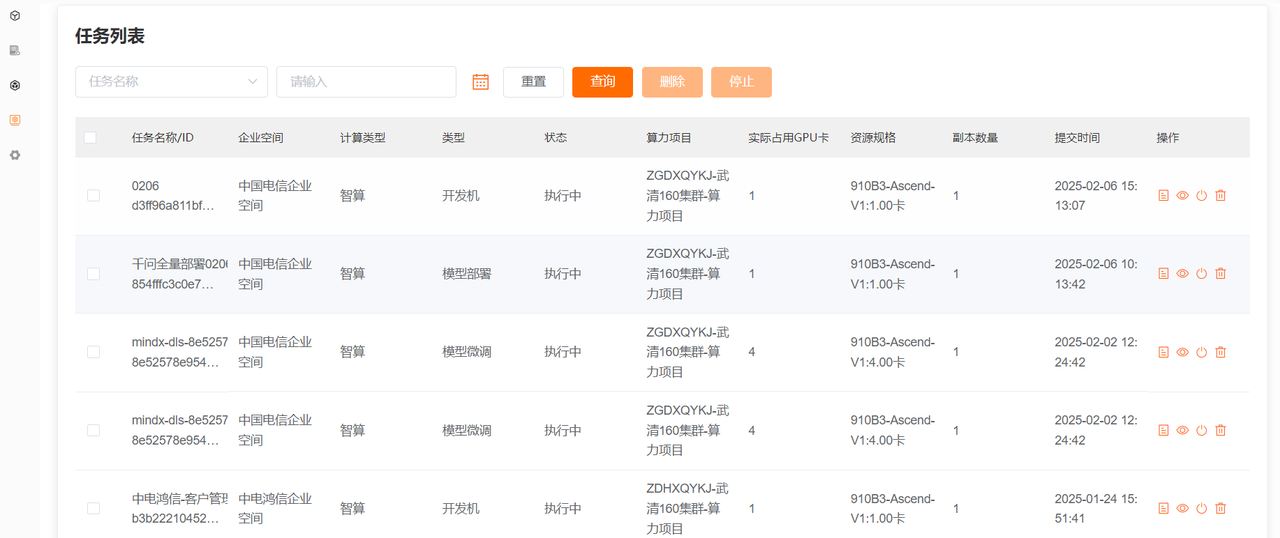 任务列表
任务名称 请输入 重置 查询 删除 停止
任务名称/ID 企业空间 计算类型 类型 状态 算力项目 实际占用GPU卡 资源规格 副本数量 提交时间 操作
0206
d3ff96a811bf…
中国电信企业
空间
智算
开发机
执行中
ZGDXQYKJ-武
清160集群-算
力项目
1
910B3-Ascend-
V1:1.00卡
1
2025-02-06 15:
13:07
千问全量部署0206
854fffc3c0e7…
中国电信企业
空间
智算
模型部署
执行中
ZGDXQYKJ-武
清160集群-算
力项目
1
910B3-Ascend-
V1:1.00卡
1
2025-02-06 10:
13:42
mindx-dls-8e5257
8e52578e954…
中国电信企业
空间
智算
模型微调
执行中
ZGDXQYKJ-武
清160集群-算
力项目
4
910B3-Ascend-
V1:4.00卡
1
2025-02-02 12:
24:42
mindx-dls-8e5257
8e52578e954…
中国电信企业
空间
智算
模型微调
执行中
ZGDXQYKJ-武
清160集群-算
力项目
4
910B3-Ascend-
V1:4.00卡
1
2025-02-02 12:
24:42
中电鸿信-客户管理
b3b22210452…
中电鸿信企业
空间
智算
开发机
执行中
ZDHXQYKJ-武
清160集群-算
力项目
1
910B3-Ascend-
V1:1.00卡
1
2025-01-24 15:
51:41